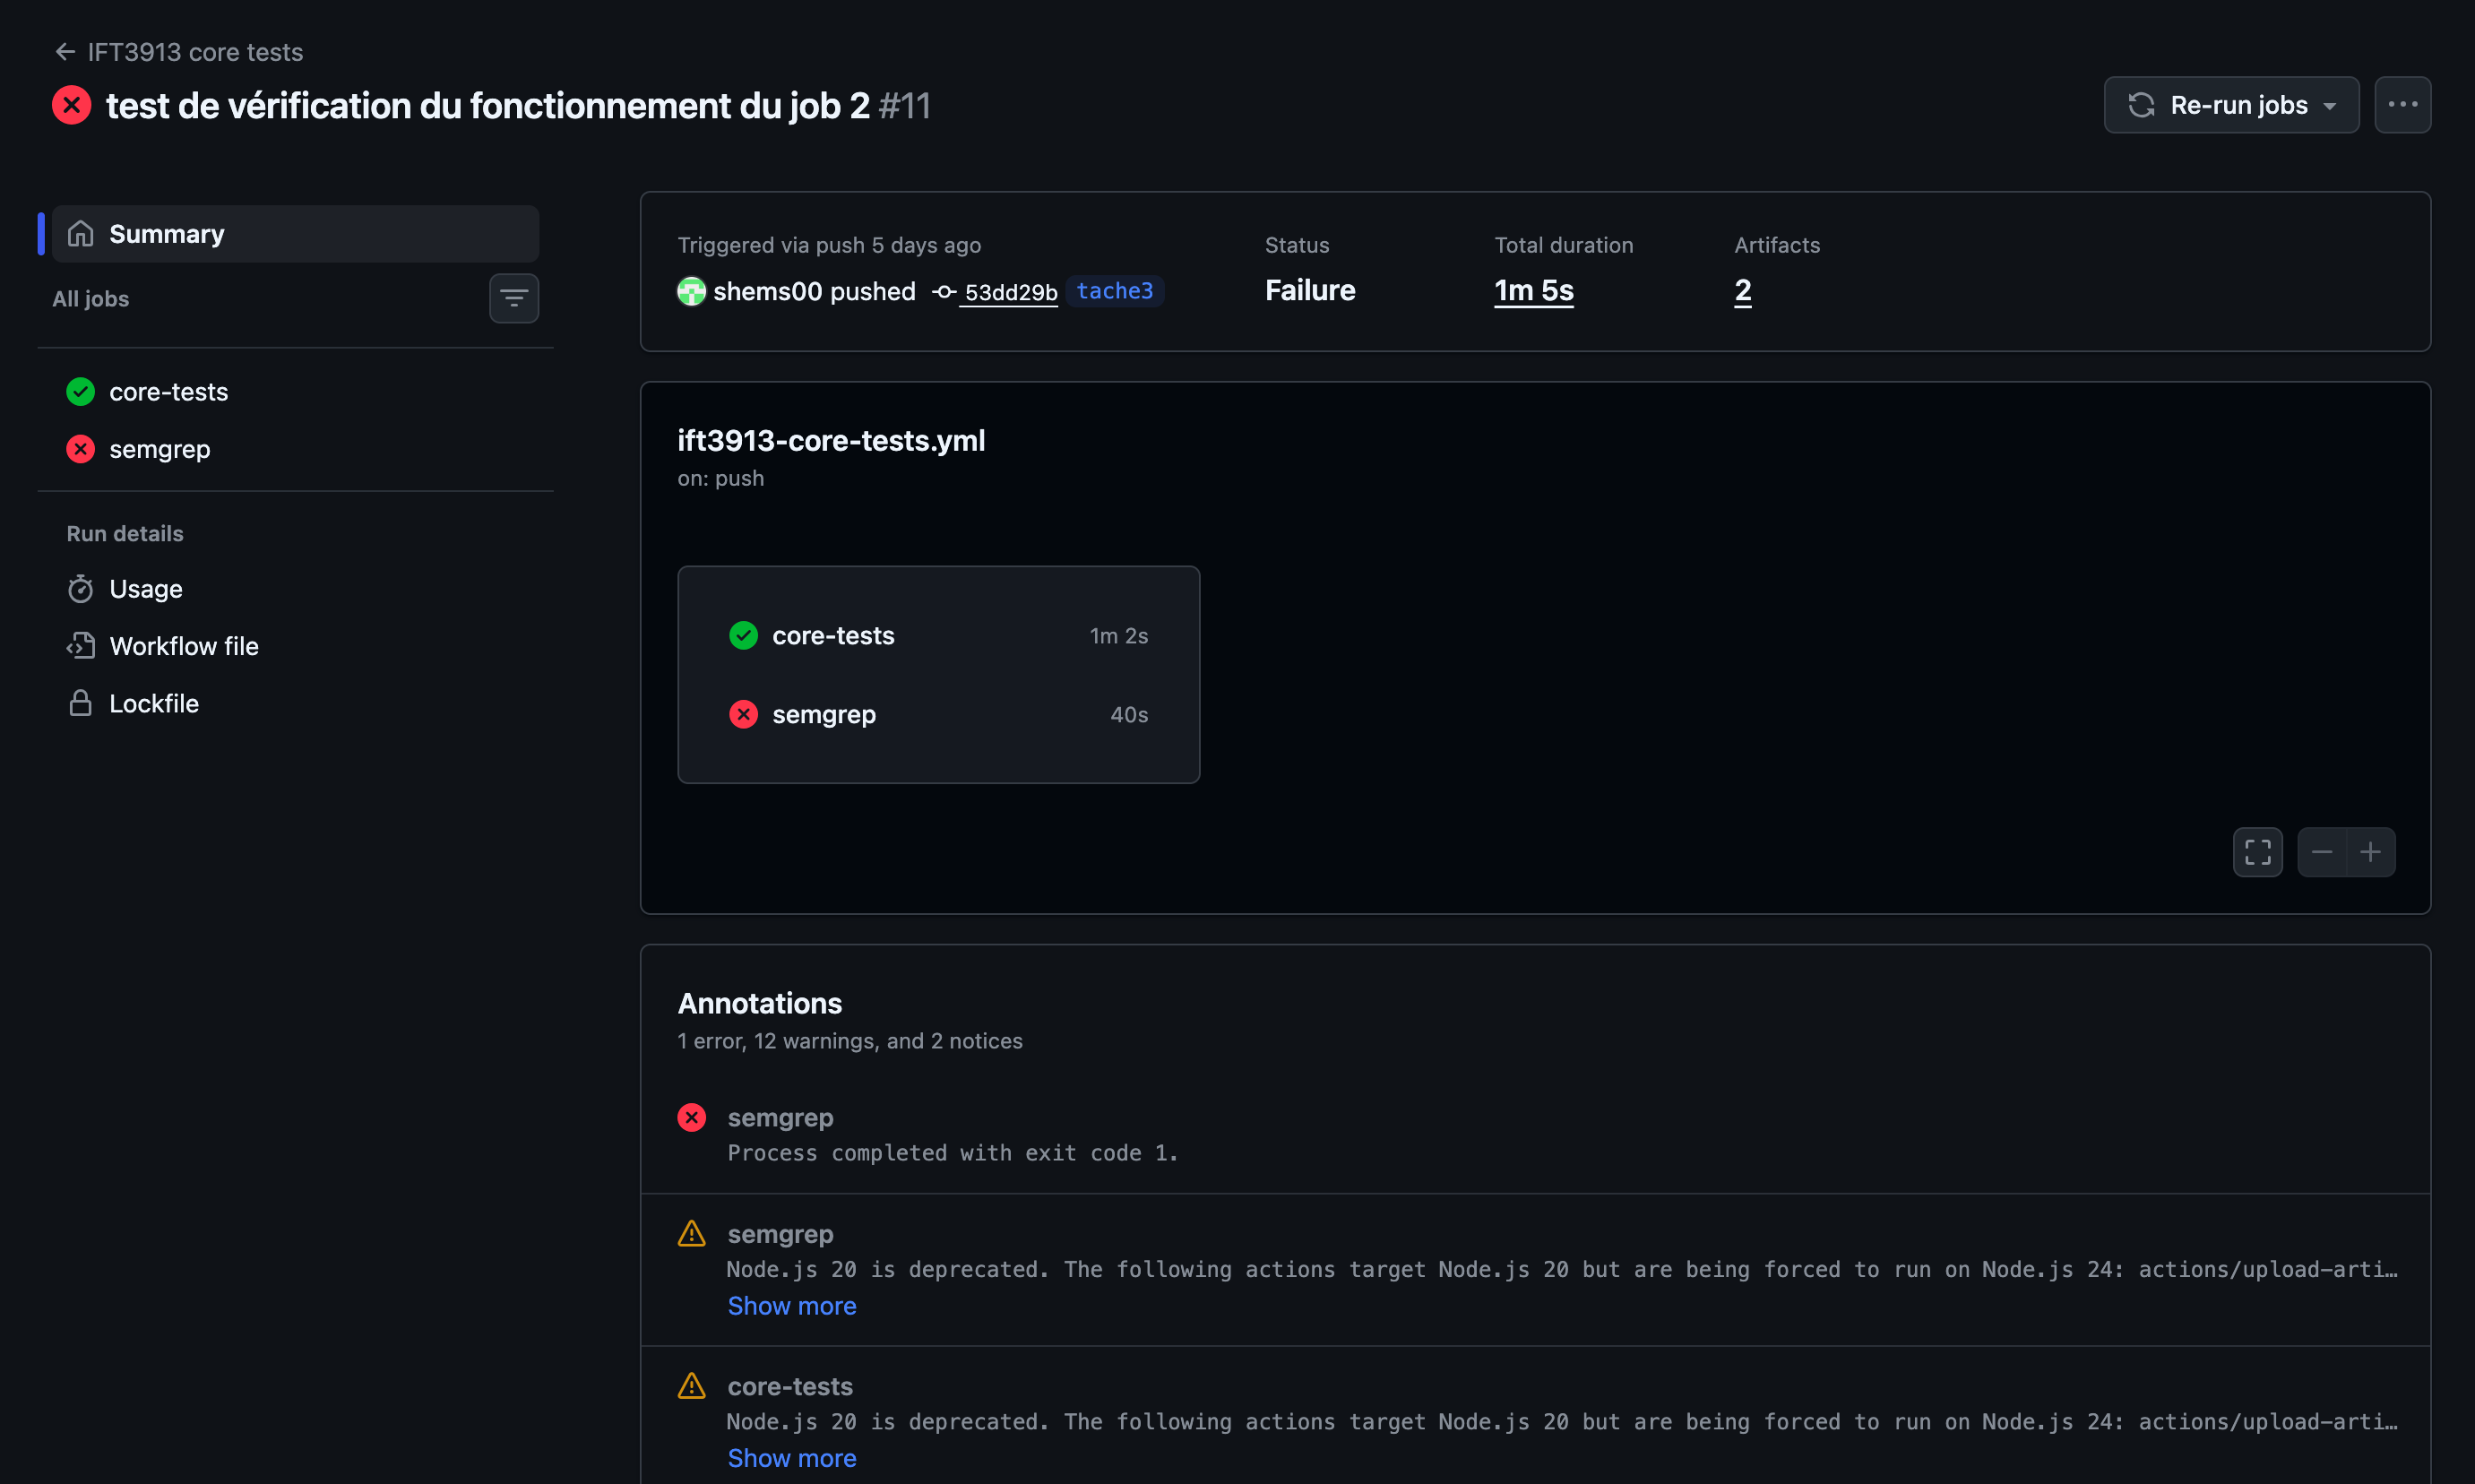 IFT3913 core tests
test de vérification du fonctionnement du job 2 #11
Re-run jobs
Summary
All jobs
core-tests
semgrep
Run details
Usage
Workflow file
Lockfile
Triggered via push 5 days ago
shems00 pushed 53dd29b tache3
Status
Failure
Total duration
1m 5s
Artifacts
2
ift3913-core-tests.yml
on: push
core-tests 1m 2s
semgrep 40s
Annotations
1 error, 12 warnings, and 2 notices
semgrep
Process completed with exit code 1.
semgrep
Node.js 20 is deprecated. The following actions target Node.js 20 but are being forced to run on Node.js 24: actions/upload-arti…
Show more
core-tests
Node.js 20 is deprecated. The following actions target Node.js 20 but are being forced to run on Node.js 24: actions/upload-arti…
Show more